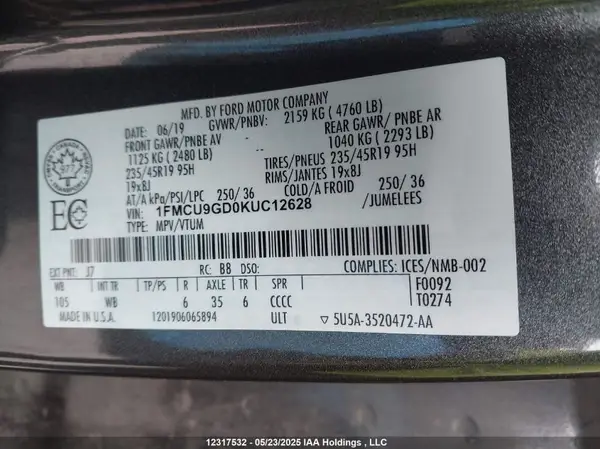 MFD. BY FORD MOTOR COMPANY
DATE: 06/19 GVWR/PNBV: 2159 KG ( 4760 LB)
FRONT GAWR/PNBE AV REAR GAWR/ PNBE AR
1125 KG ( 2480 LB) 1040 KG ( 2293 LB)
235/45R19 95H TIRES/PNEUS 235/45R19 95H
19x8J RIMS/JANTES 19x8J
AT/A kPa/PSI/LPC 250/ 36 COLD/A FROID 250/ 36
VIN: 1FMCU9GD0KUC12628 /JUMELEES
TYPE: MPV/VTUM
EC
EXT PNT: J7 RC: B8 DSO: COMPLIES: ICES/NMB-002
WB INT TR TP/PS R AXLE TR SPR F0092
105 WB 6 35 6 CCCC T0274
MADE IN U.S.A. 1201906065894 ULT ▽ 5U5A-3520472-AA
12317532 - 05/23/2025 IAA Holdings , LLC